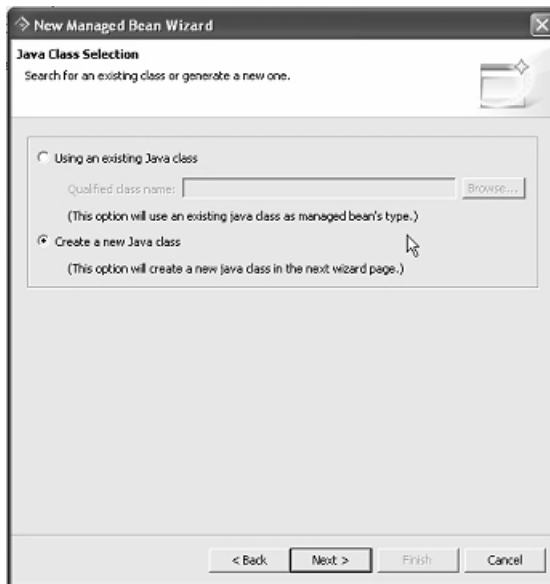 New Managed Bean Wizard
Java Class Selection
Search for an existing class or generate a new one.
Using an existing Java class
Qualified class name:
Browse...
(This option will use an existing java class as managed bean's type.)
Create a new Java class
(This option will create a new java class in the next wizard page.)
< Back Next > Finish Cancel